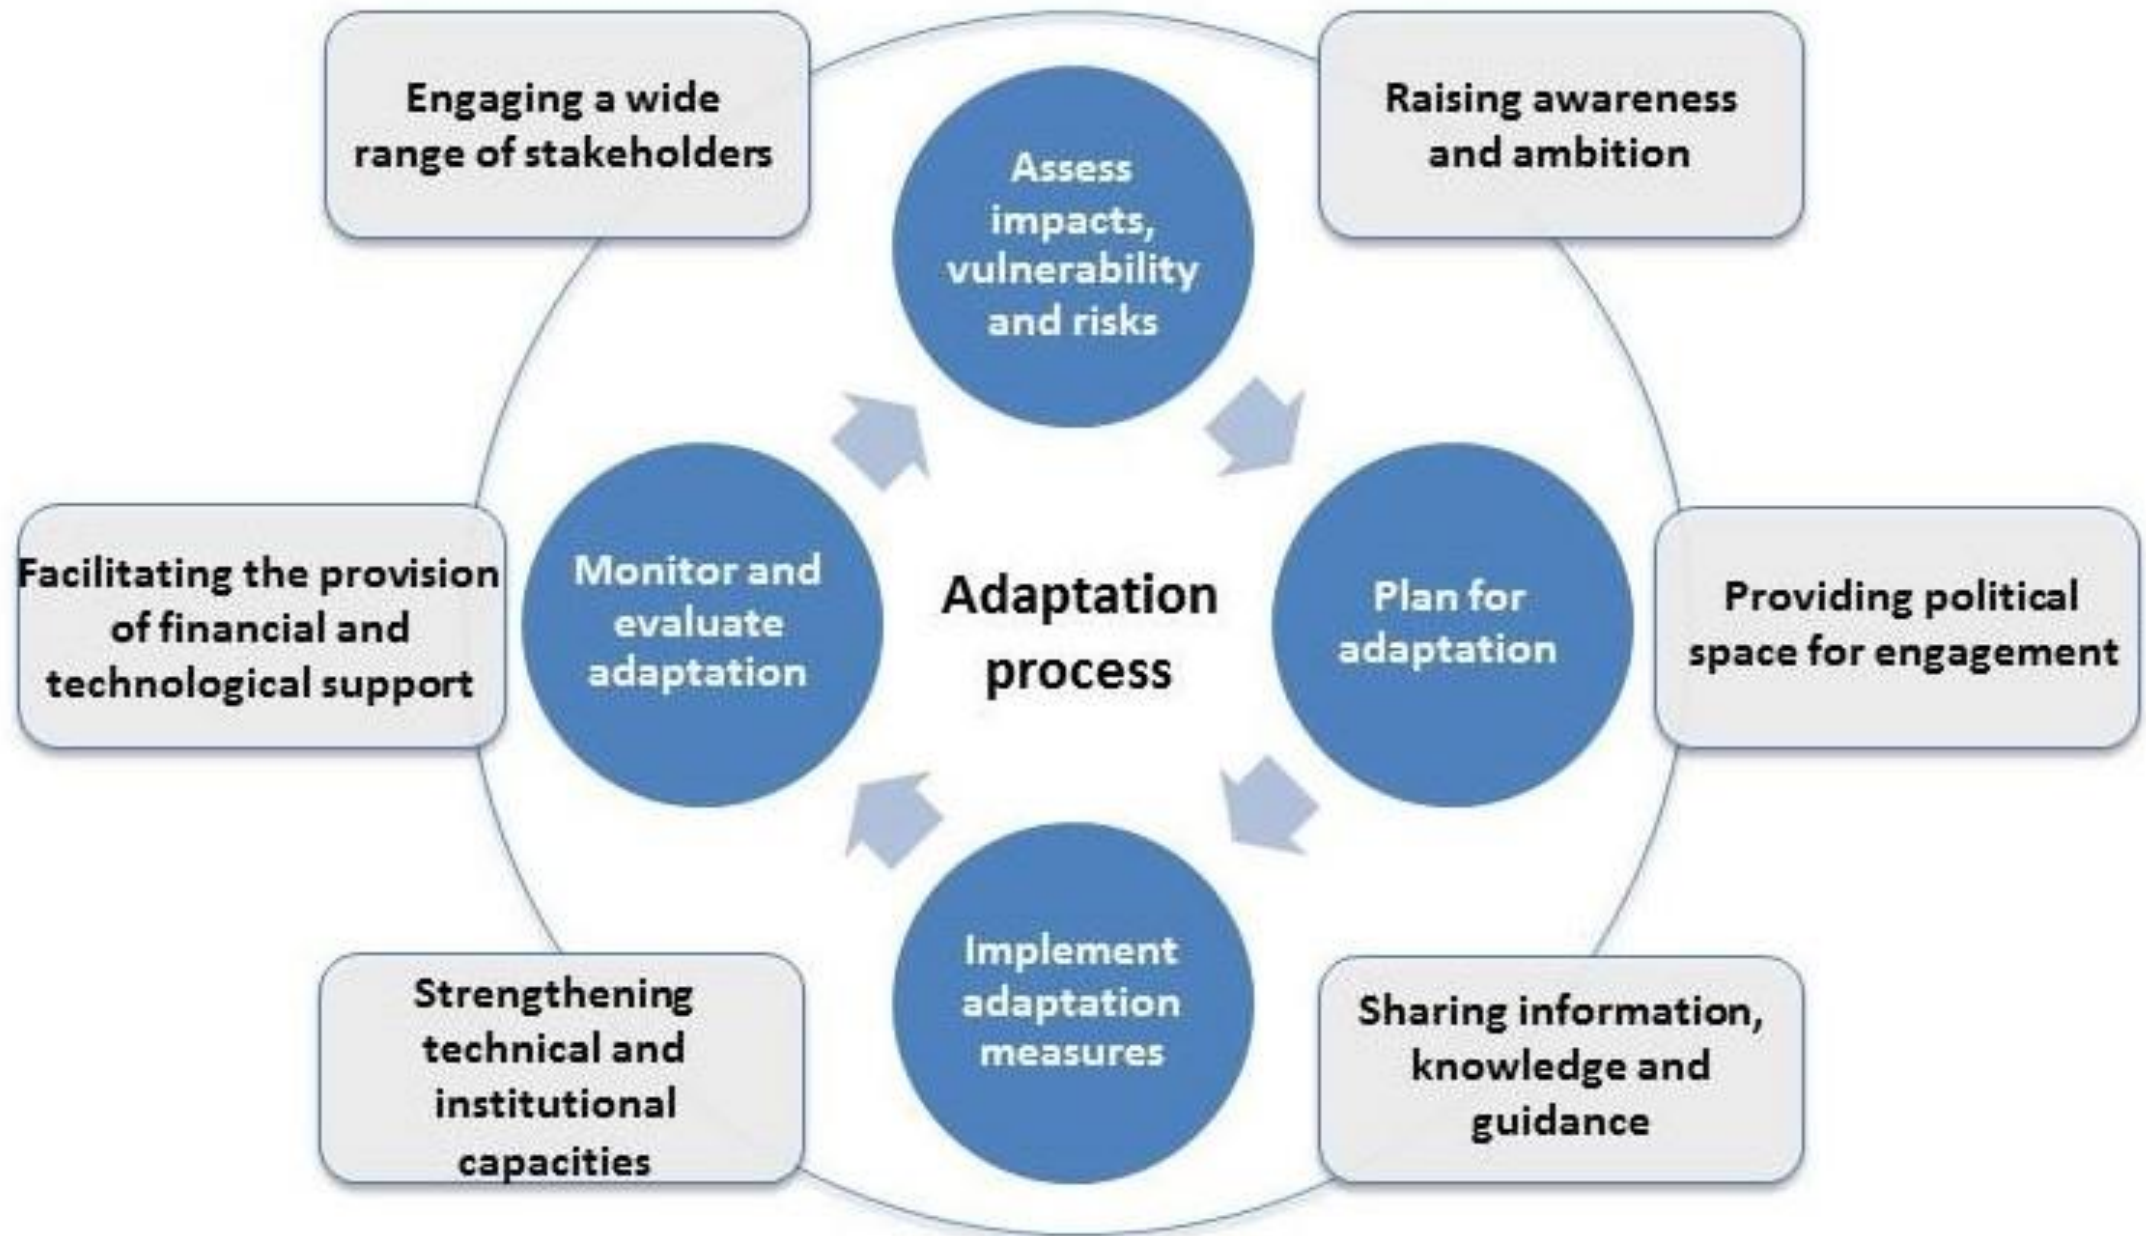 Engaging a wide
range of stakeholders
Raising awareness
and ambition
Assess
impacts,
vulnerability
and risks
Facilitating the provision
of financial and
technological support
Monitor and
evaluate
adaptation
Adaptation
process
Plan for
adaptation
Providing political
space for engagement
Implement
adaptation
measures
Strengthening
technical and
institutional
capacities
Sharing information,
knowledge and
guidance